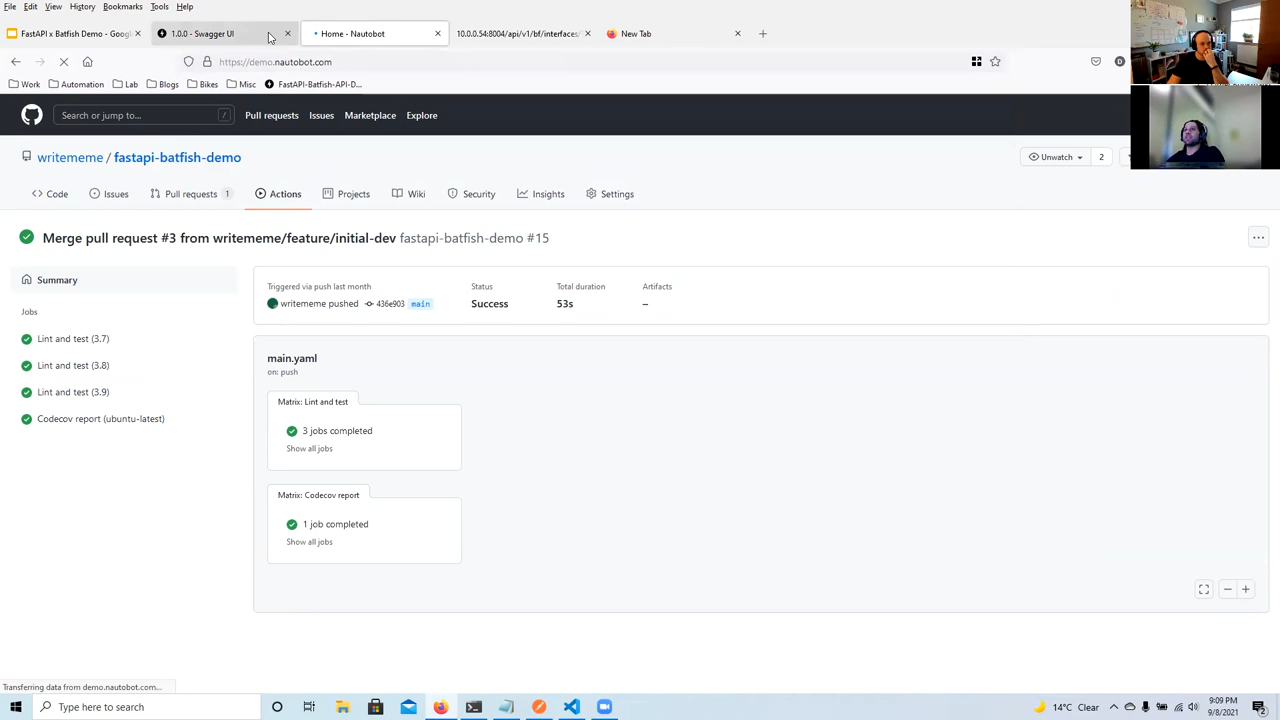 File Edit View History Bookmarks Tools Help
FastAPI x Batfish Demo - Googl
1.0.0 - Swagger UI
Home - Nautobot
10.0.0.54:8004/api/v1/bf/interfaces/
New Tab
https://demo.nautobot.com
Work Automation Lab Blogs Bikes Misc FastAPI-Batfish-API-D...
Search or jump to... /
Pull requests Issues Marketplace Explore
writememe / fastapi-batfish-demo
Unwatch 2
Code Issues Pull requests 1 Actions Projects Wiki Security Insights Settings
Merge pull request #3 from writememe/feature/initial-dev fastapi-batfish-demo #15
Summary
Jobs
Lint and test (3.7)
Lint and test (3.8)
Lint and test (3.9)
Codecov report (ubuntu-latest)
Triggered via push last month
writememe pushed 436e903 main
Status
Success
Total duration
53s
Artifacts
–
main.yaml
on: push
Matrix: Lint and test
3 jobs completed
Show all jobs
Matrix: Codecov report
1 job completed
Show all jobs
Transferring data from demo.nautobot.com...
Type here to search
14°C Clear
9:09 PM
9/8/2021
2